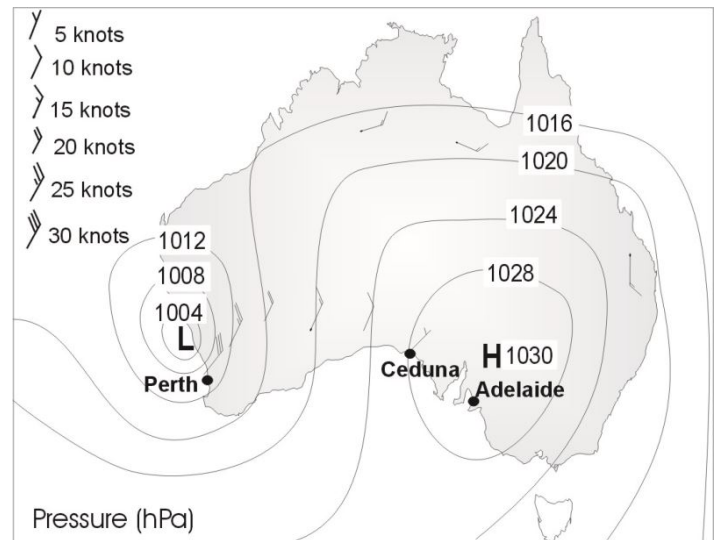 5 knots
10 knots
15 knots
20 knots
25 knots
30 knots
1016
1020
1024
1028
1012
1008
1004
L
Perth
Ceduna
H 1030
Adelaide
Pressure (hPa)